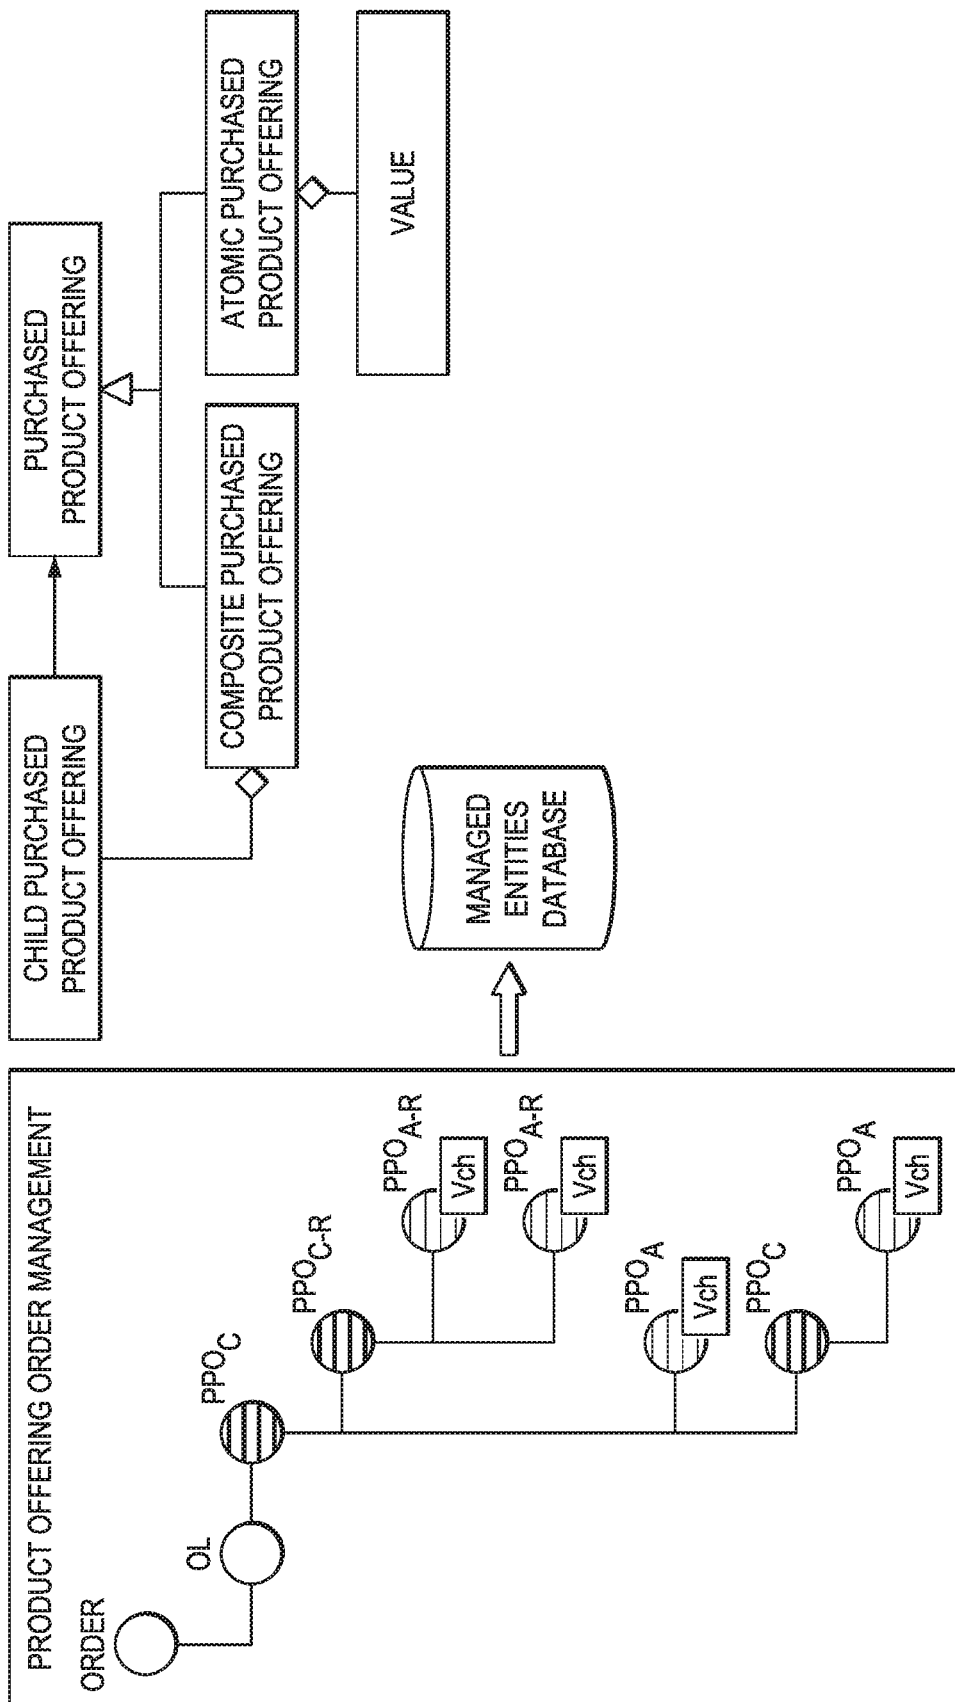 PRODUCT OFFERING ORDER MANAGEMENT
ORDER
OL
PPOC
PPOC-R
PPOA-R
Vch
PPOA-R
Vch
PPOA
Vch
PPOC
PPOA
Vch
MANAGED
ENTITIES
DATABASE
CHILD PURCHASED
PRODUCT OFFERING
PURCHASED
PRODUCT OFFERING
COMPOSITE PURCHASED
PRODUCT OFFERING
ATOMIC PURCHASED
PRODUCT OFFERING
VALUE